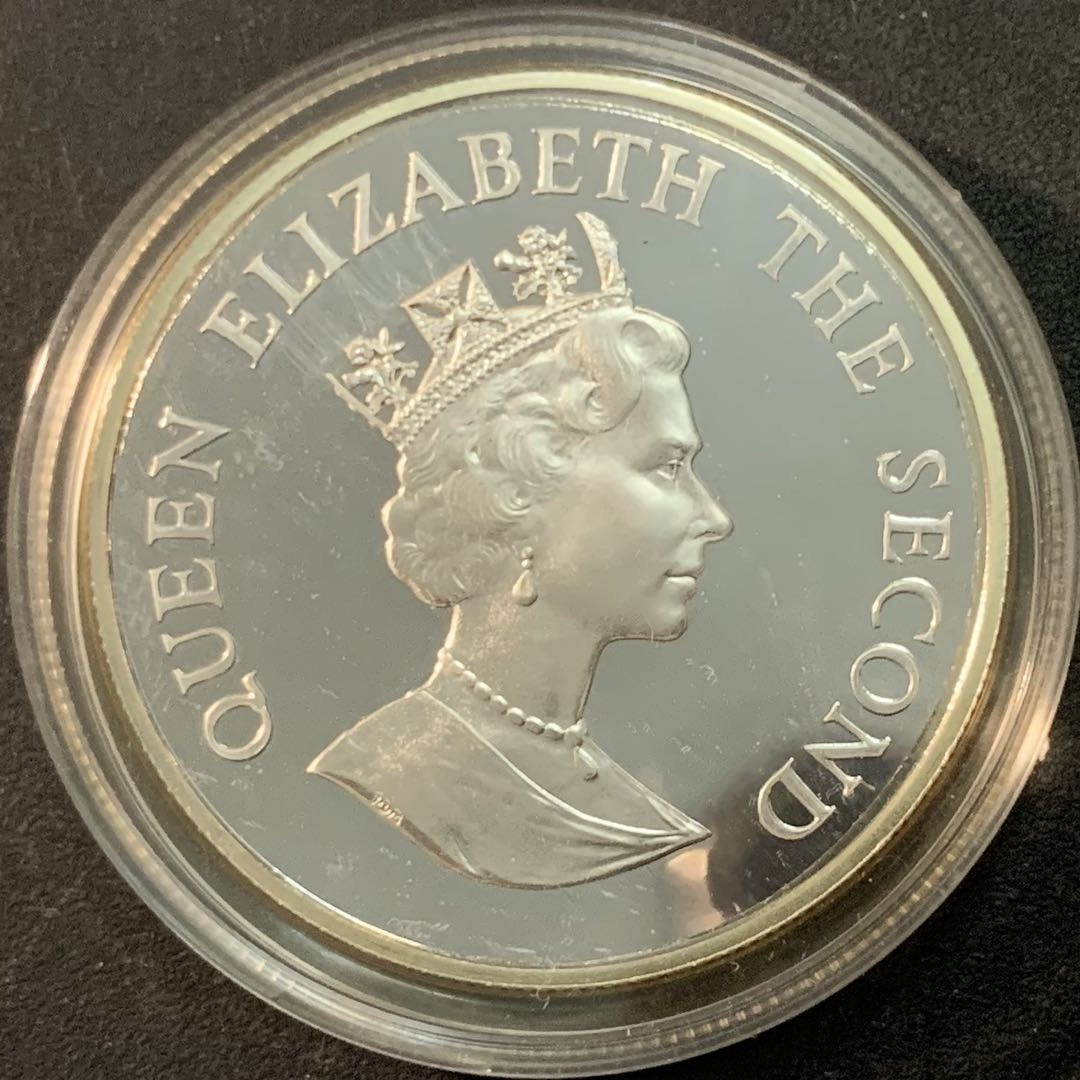 QUEEN ELIZABETH THE SECOND